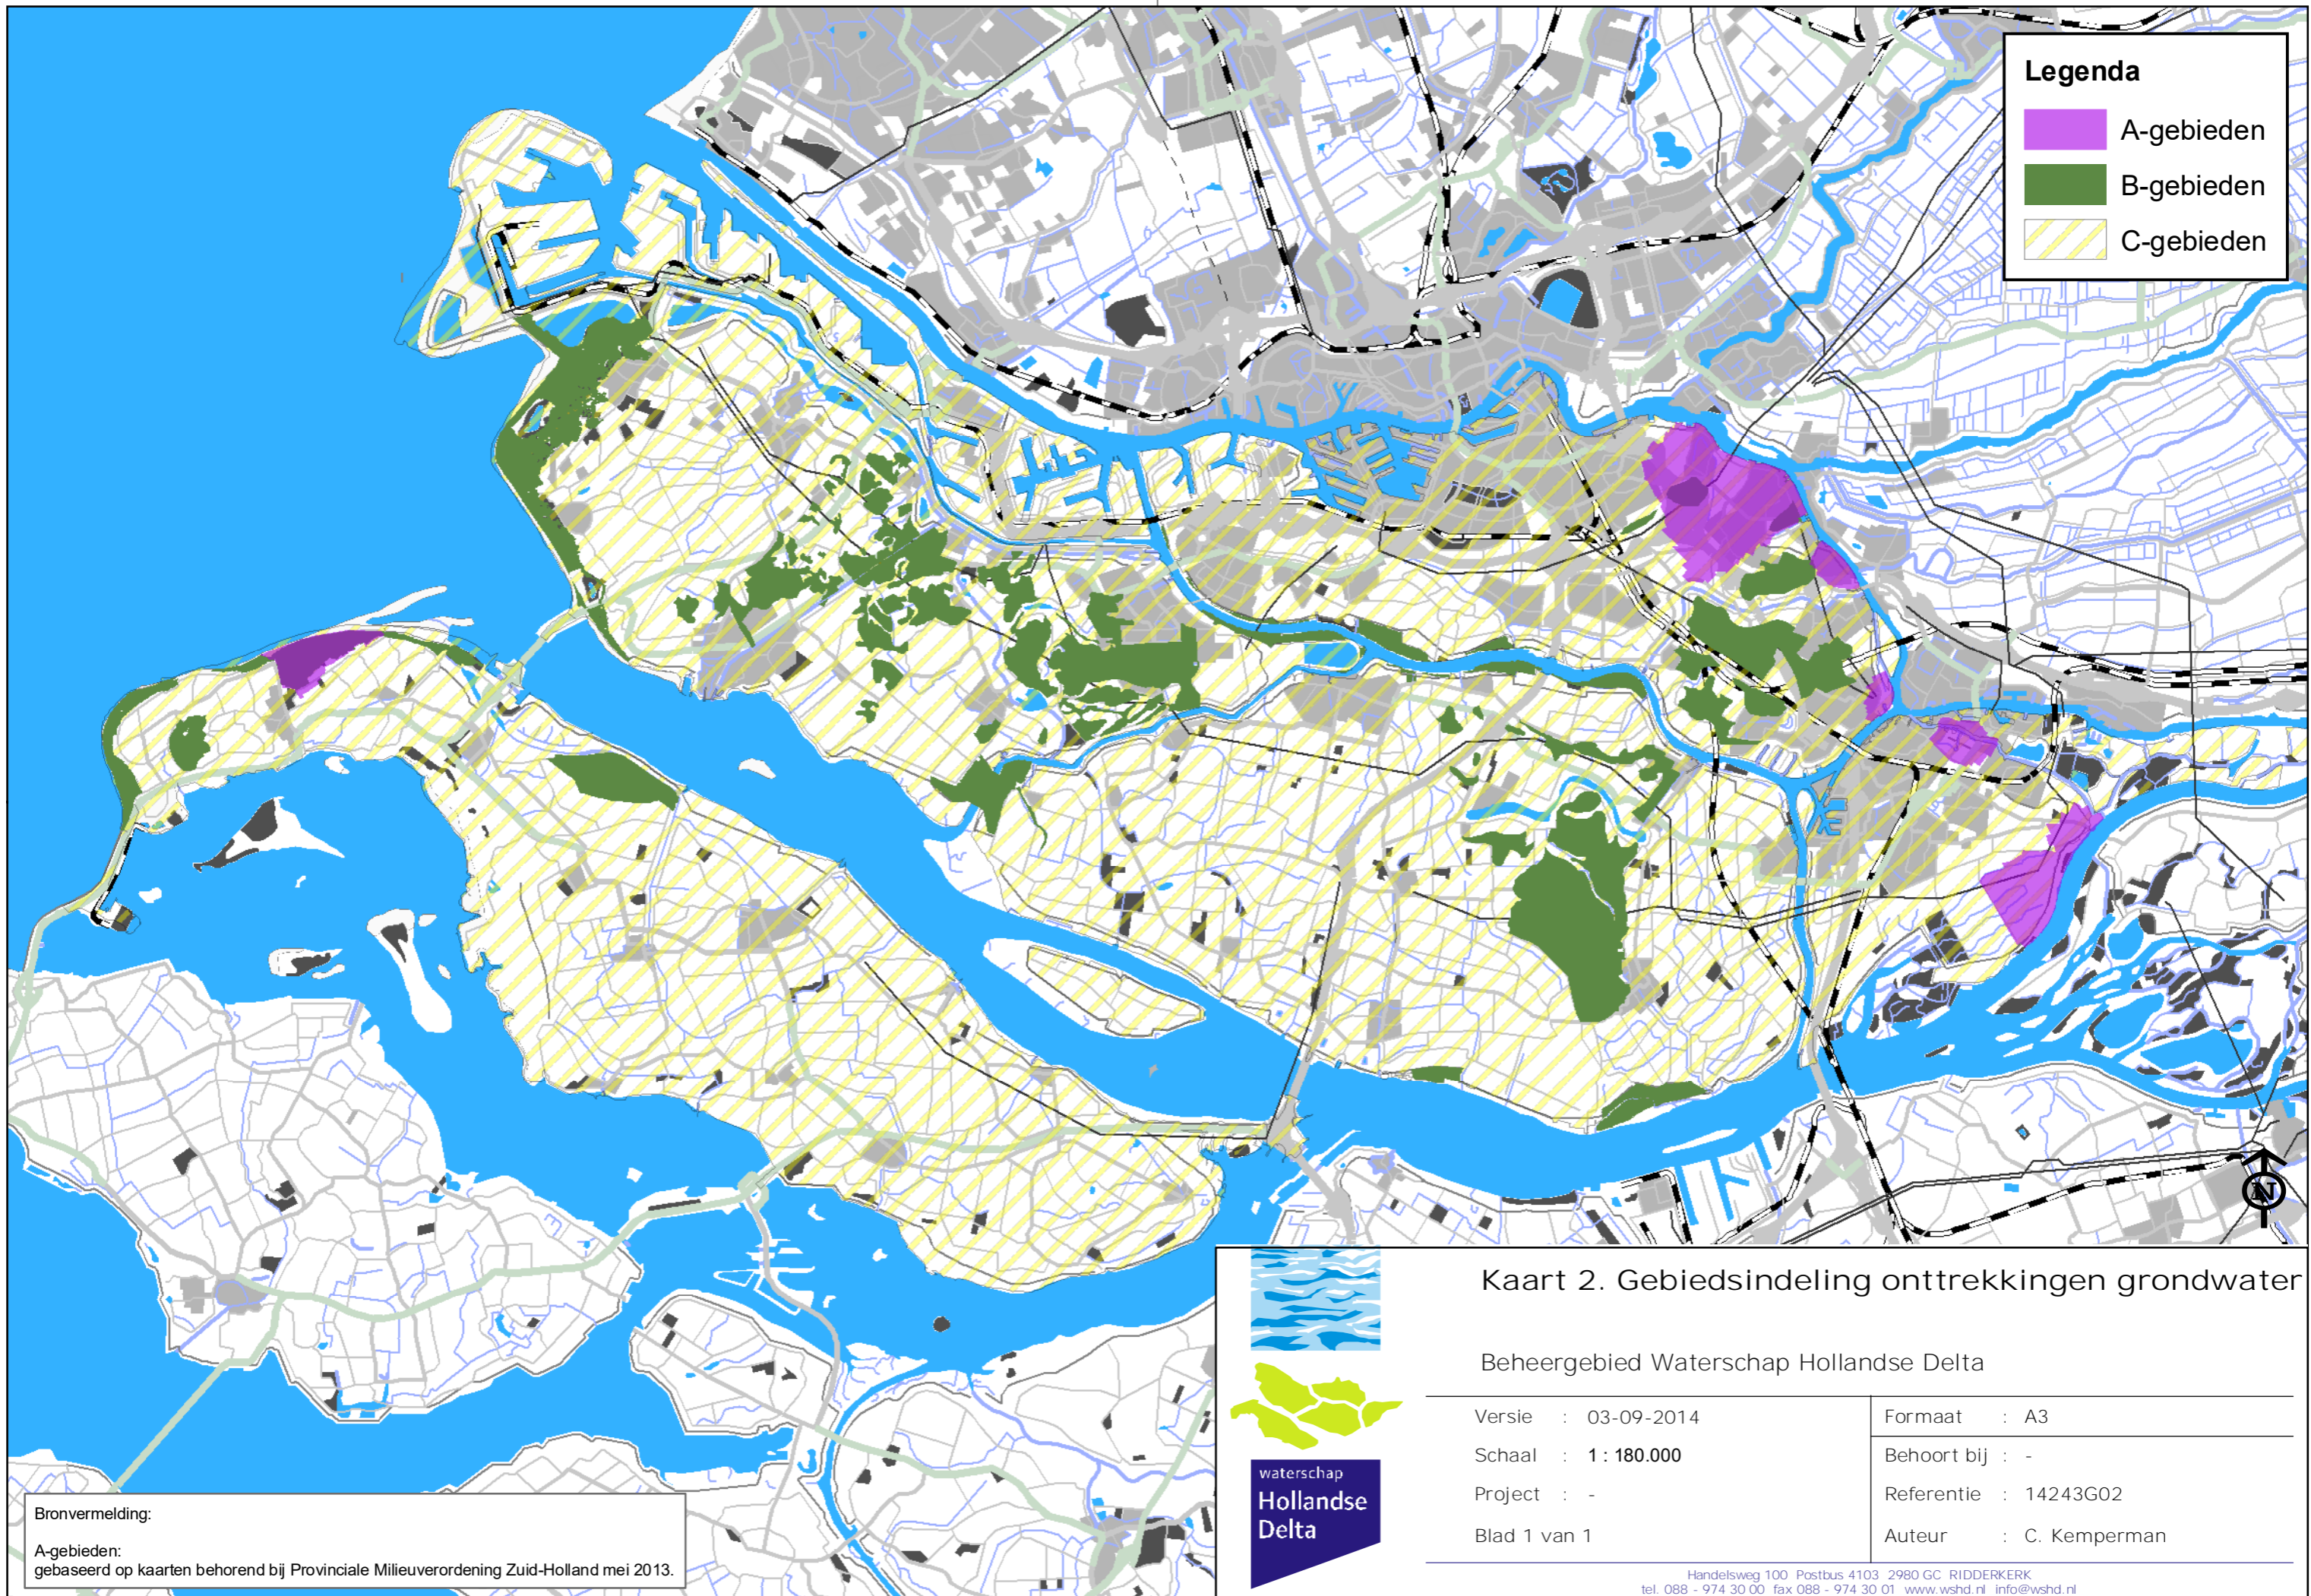 Legenda
A-gebieden
B-gebieden
C-gebieden
N
Kaart 2. Gebiedsindeling onttrekkingen grondwater
Beheergebied Waterschap Hollandse Delta
Versie : 03-09-2014
Schaal : 1 : 180.000
Project : -
Blad 1 van 1
Formaat : A3
Behoort bij : -
Referentie : 14243G02
Auteur : C. Kemperman
waterschap
Hollandse
Delta
Handelsweg 100 Postbus 4103 2980 GC RIDDERKERK
tel. 088 - 974 30 00 fax 088 - 974 30 01 www.wshd.nl info@wshd.nl
Bronvermelding:
A-gebieden:
gebaseerd op kaarten behorend bij Provinciale Milieuverordening Zuid-Holland mei 2013.